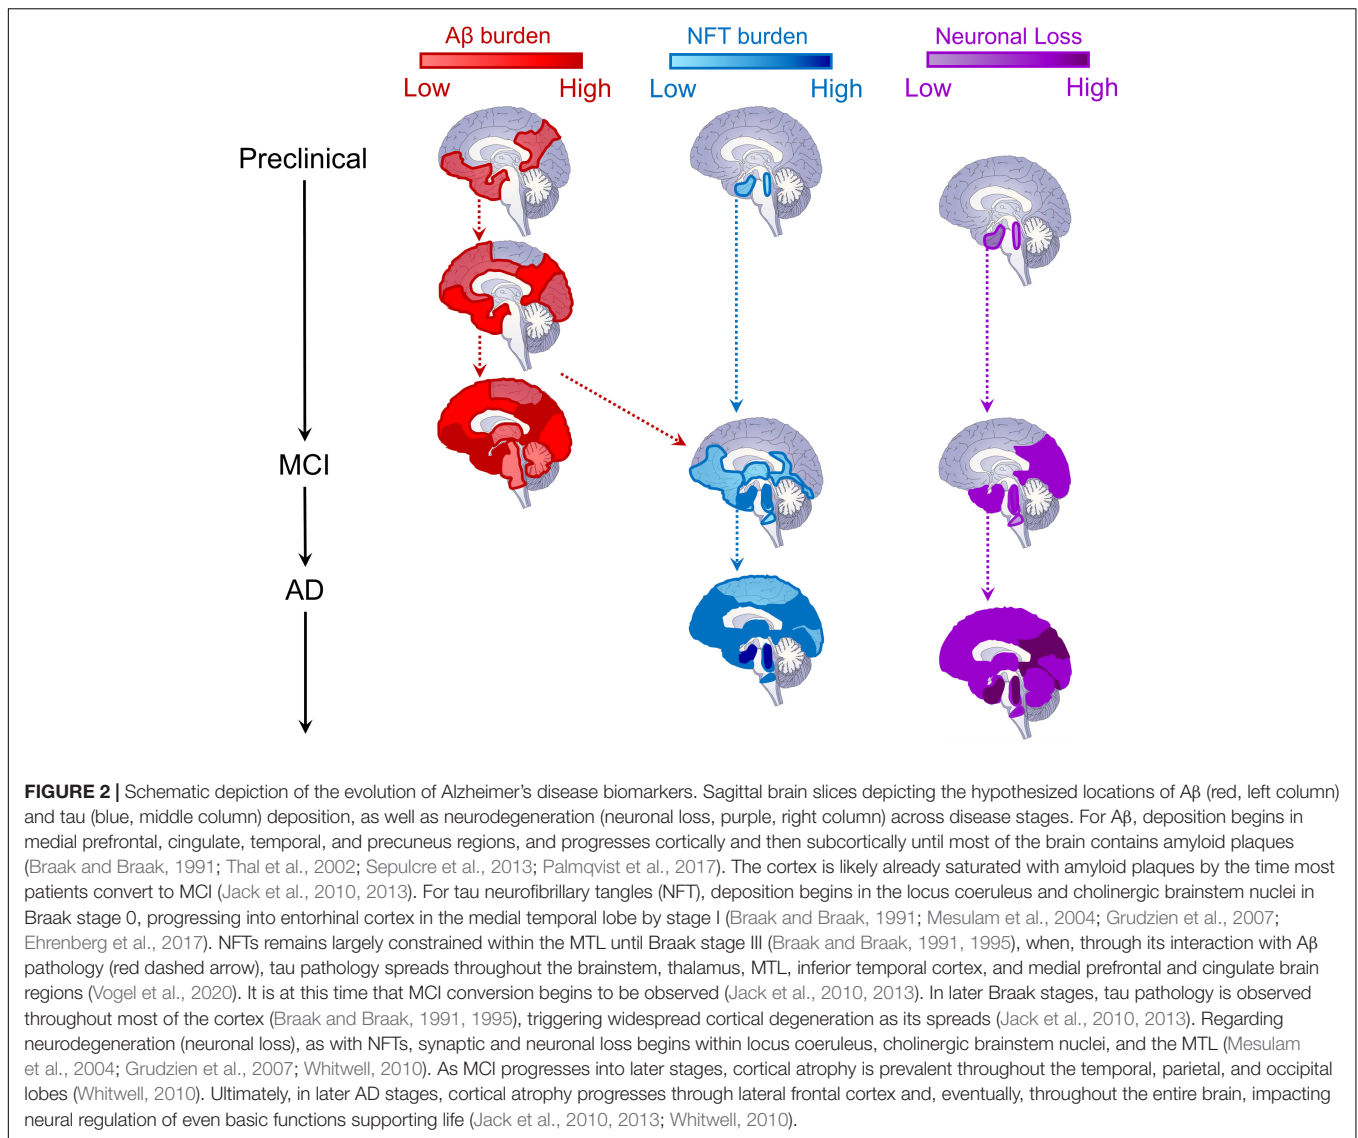 Aβ burden
Low High
NFT burden
Low High
Neuronal Loss
Low High
Preclinical
MCI
AD
FIGURE 2 | Schematic depiction of the evolution of Alzheimer's disease biomarkers. Sagittal brain slices depicting the hypothesized locations of Aβ (red, left column)
and tau (blue, middle column) deposition, as well as neurodegeneration (neuronal loss, purple, right column) across disease stages. For Aβ, deposition begins in
medial prefrontal, cingulate, temporal, and precuneus regions, and progresses cortically and then subcortically until most of the brain contains amyloid plaques
(Braak and Braak, 1991; Thal et al., 2002; Sepulcre et al., 2013; Palmqvist et al., 2017). The cortex is likely already saturated with amyloid plaques by the time most
patients convert to MCI (Jack et al., 2010, 2013). For tau neurofibrillary tangles (NFT), deposition begins in the locus coeruleus and cholinergic brainstem nuclei in
Braak stage 0, progressing into entorhinal cortex in the medial temporal lobe by stage I (Braak and Braak, 1991; Mesulam et al., 2004; Grudzien et al., 2007;
Ehrenberg et al., 2017). NFTs remains largely constrained within the MTL until Braak stage III (Braak and Braak, 1991, 1995), when, through its interaction with Aβ
pathology (red dashed arrow), tau pathology spreads throughout the brainstem, thalamus, MTL, inferior temporal cortex, and medial prefrontal and cingulate brain
regions (Vogel et al., 2020). It is at this time that MCI conversion begins to be observed (Jack et al., 2010, 2013). In later Braak stages, tau pathology is observed
throughout most of the cortex (Braak and Braak, 1991, 1995), triggering widespread cortical degeneration as its spreads (Jack et al., 2010, 2013). Regarding
neurodegeneration (neuronal loss), as with NFTs, synaptic and neuronal loss begins within locus coeruleus, cholinergic brainstem nuclei, and the MTL (Mesulam
et al., 2004; Grudzien et al., 2007; Whitwell, 2010). As MCI progresses into later stages, cortical atrophy is prevalent throughout the temporal, parietal, and occipital
lobes (Whitwell, 2010). Ultimately, in later AD stages, cortical atrophy progresses through lateral frontal cortex and, eventually, throughout the entire brain, impacting
neural regulation of even basic functions supporting life (Jack et al., 2010, 2013; Whitwell, 2010).